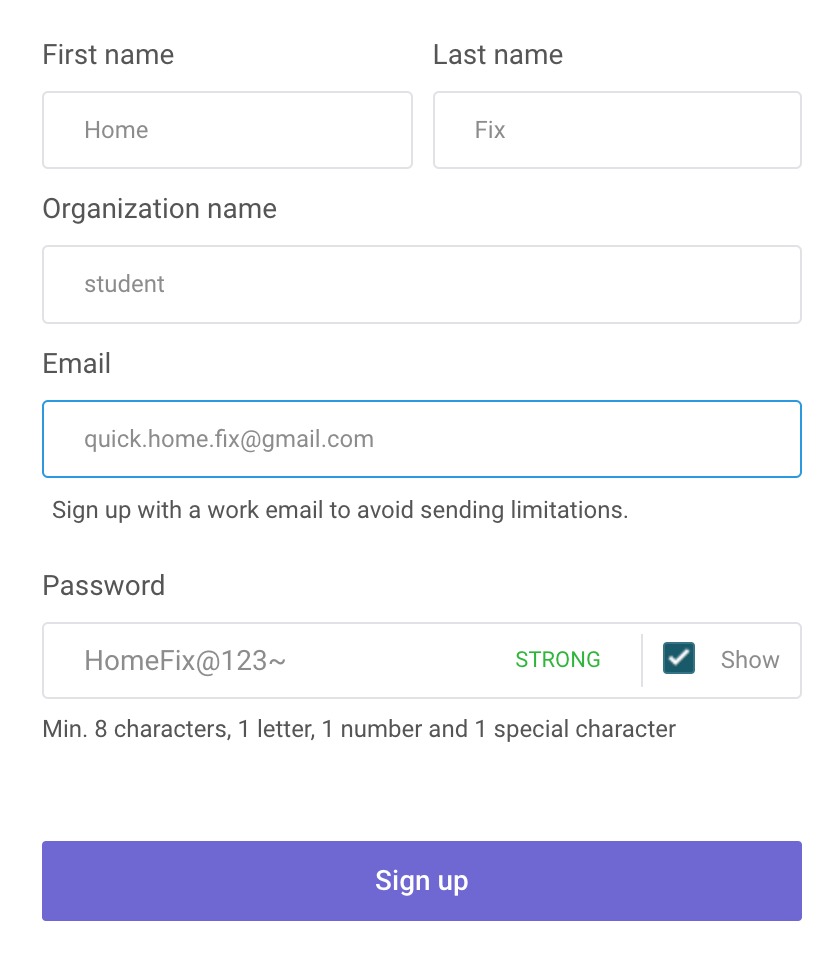 First name Last name
Home Fix
Organization name
student
Email
quick.home.fix@gmail.com
Sign up with a work email to avoid sending limitations.
Password
HomeFix@123~ STRONG Show
Min. 8 characters, 1 letter, 1 number and 1 special character
Sign up